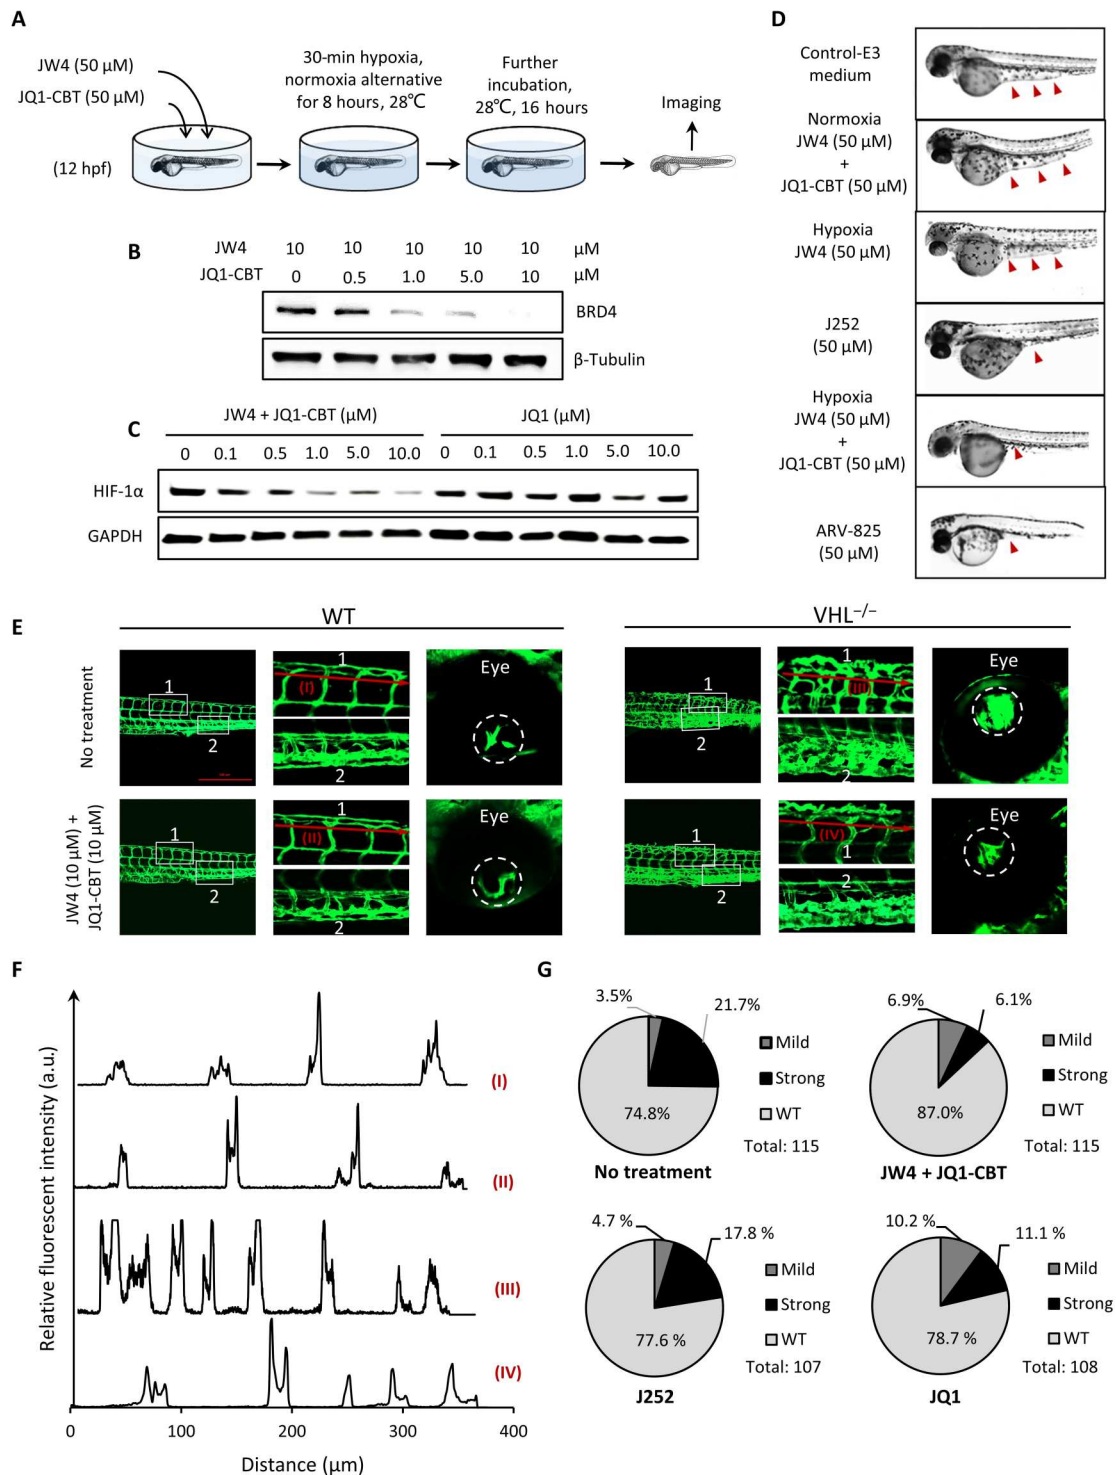 A
JW4 (50 µM)
JQ1-CBT (50 µM)
(12 hpf)
30-min hypoxia,
normoxia alternative
for 8 hours, 28℃
Further
incubation,
28℃, 16 hours
Imaging
B
JW4 10 10 10 10 10 µM
JQ1-CBT 0 0.5 1.0 5.0 10 µM
BRD4
β-Tubulin
C
JW4 + JQ1-CBT (µM) JQ1 (µM)
0 0.1 0.5 1.0 5.0 10.0 0 0.1 0.5 1.0 5.0 10.0
HIF-1α
GAPDH
D
Control-E3
medium
Normoxia
JW4 (50 µM)
+
JQ1-CBT (50 µM)
Hypoxia
JW4 (50 µM)
J252
(50 µM)
Hypoxia
JW4 (50 µM)
+
JQ1-CBT (50 µM)
ARV-825
(50 µM)
E
WT VHL−/−
No treatment
1
2
1
(I)
2
Eye
1
2
1
(III)
2
Eye
JW4 (10 µM) +
JQ1-CBT (10 µM)
1
2
1
(II)
2
Eye
1
2
(IV)
1
2
Eye
F
Relative fluorescent intensity (a.u.)
(I)
(II)
(III)
(IV)
0 100 200 300 400
Distance (µm)
G
3.5% 21.7%
74.8%
Mild
Strong
WT
Total: 115
No treatment
6.9% 6.1%
87.0%
Mild
Strong
WT
Total: 115
JW4 + JQ1-CBT
4.7 % 17.8 %
77.6 %
Mild
Strong
WT
Total: 107
J252
10.2 % 11.1 %
78.7 %
Mild
Strong
WT
Total: 108
JQ1